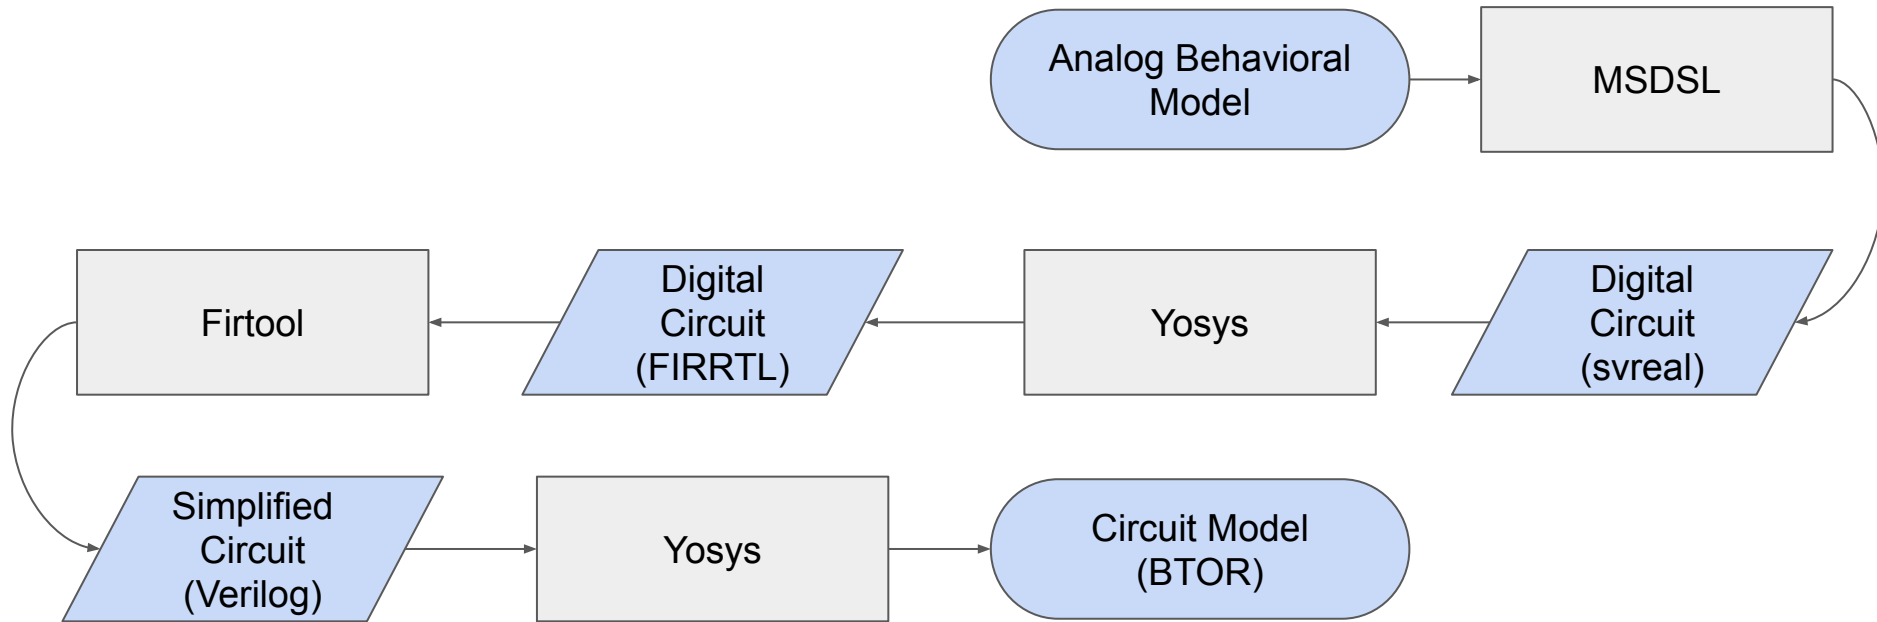 Analog Behavioral
Model
MSDSL
Digital
Circuit
(svreal)
Yosys
Digital
Circuit
(FIRRTL)
Firtool
Simplified
Circuit
(Verilog)
Yosys
Circuit Model
(BTOR)